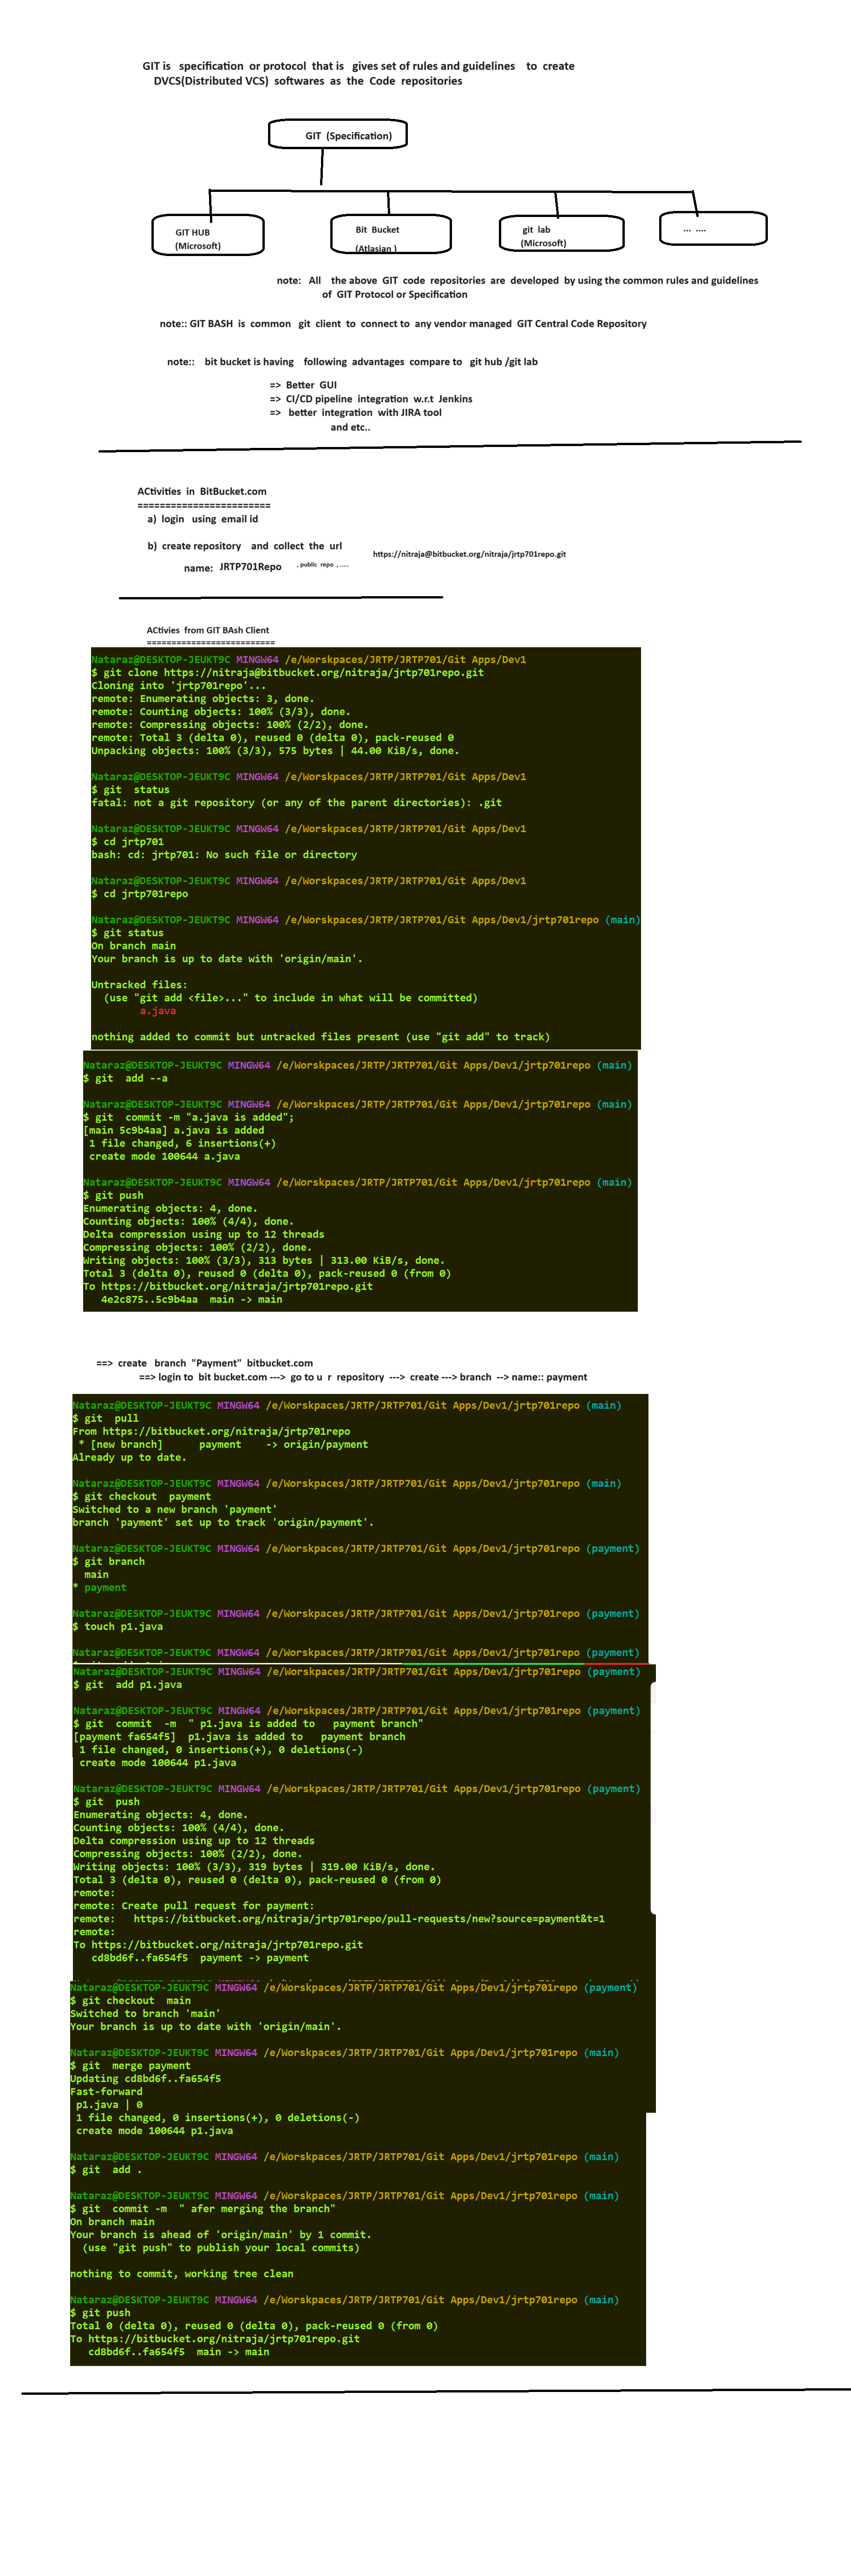 GIT is specification or protocol that is gives set of rules and guidelines to create
DVCS(Distributed VCS) softwares as the Code repositories
GIT (Specification)
GIT HUB
(Microsoft)
Bit Bucket
(Atlasian )
git lab
(Microsoft)
... ....
note: All the above GIT code repositories are developed by using the common rules and guidelines
of GIT Protocol or Specification
note:: GIT BASH is common git client to connect to any vendor managed GIT Central Code Repository
note:: bit bucket is having following advantages compare to git hub /git lab
=> Better GUI
=> CI/CD pipeline integration w.r.t Jenkins
=> better integration with JIRA tool
and etc..
ACtivities in BitBucket.com
========================
a) login using email id
b) create repository and collect the url
https://nitraja@bitbucket.org/nitraja/jrtp701repo.git
name: JRTP701Repo , public repo , .....
ACtivies from GIT BAsh Client
==========================
Nataraz@DESKTOP-JEUKT9C MINGW64 /e/Worskpaces/JRTP/JRTP701/Git Apps/Dev1
$ git clone https://nitraja@bitbucket.org/nitraja/jrtp701repo.git
Cloning into 'jrtp701repo'...
remote: Enumerating objects: 3, done.
remote: Counting objects: 100% (3/3), done.
remote: Compressing objects: 100% (2/2), done.
remote: Total 3 (delta 0), reused 0 (delta 0), pack-reused 0
Unpacking objects: 100% (3/3), 575 bytes | 44.00 KiB/s, done.
Nataraz@DESKTOP-JEUKT9C MINGW64 /e/Worskpaces/JRTP/JRTP701/Git Apps/Dev1
$ git status
fatal: not a git repository (or any of the parent directories): .git
Nataraz@DESKTOP-JEUKT9C MINGW64 /e/Worskpaces/JRTP/JRTP701/Git Apps/Dev1
$ cd jrtp701
bash: cd: jrtp701: No such file or directory
Nataraz@DESKTOP-JEUKT9C MINGW64 /e/Worskpaces/JRTP/JRTP701/Git Apps/Dev1
$ cd jrtp701repo
Nataraz@DESKTOP-JEUKT9C MINGW64 /e/Worskpaces/JRTP/JRTP701/Git Apps/Dev1/jrtp701repo (main)
$ git status
On branch main
Your branch is up to date with 'origin/main'.
Untracked files:
(use "git add <file>..." to include in what will be committed)
a.java
nothing added to commit but untracked files present (use "git add" to track)
Nataraz@DESKTOP-JEUKT9C MINGW64 /e/Worskpaces/JRTP/JRTP701/Git Apps/Dev1/jrtp701repo (main)
$ git add --a
Nataraz@DESKTOP-JEUKT9C MINGW64 /e/Worskpaces/JRTP/JRTP701/Git Apps/Dev1/jrtp701repo (main)
$ git commit -m "a.java is added";
[main 5c9b4aa] a.java is added
1 file changed, 6 insertions(+)
create mode 100644 a.java
Nataraz@DESKTOP-JEUKT9C MINGW64 /e/Worskpaces/JRTP/JRTP701/Git Apps/Dev1/jrtp701repo (main)
$ git push
Enumerating objects: 4, done.
Counting objects: 100% (4/4), done.
Delta compression using up to 12 threads
Compressing objects: 100% (2/2), done.
Writing objects: 100% (3/3), 313 bytes | 313.00 KiB/s, done.
Total 3 (delta 0), reused 0 (delta 0), pack-reused 0 (from 0)
To https://bitbucket.org/nitraja/jrtp701repo.git
4e2c875..5c9b4aa main -> main
==> create branch "Payment" bitbucket.com
==> login to bit bucket.com ---> go to u r repository ---> create ---> branch --> name:: payment
Nataraz@DESKTOP-JEUKT9C MINGW64 /e/Worskpaces/JRTP/JRTP701/Git Apps/Dev1/jrtp701repo (main)
$ git pull
From https://bitbucket.org/nitraja/jrtp701repo
* [new branch] payment -> origin/payment
Already up to date.
Nataraz@DESKTOP-JEUKT9C MINGW64 /e/Worskpaces/JRTP/JRTP701/Git Apps/Dev1/jrtp701repo (main)
$ git checkout payment
Switched to a new branch 'payment'
branch 'payment' set up to track 'origin/payment'.
Nataraz@DESKTOP-JEUKT9C MINGW64 /e/Worskpaces/JRTP/JRTP701/Git Apps/Dev1/jrtp701repo (payment)
$ git branch
main
* payment
Nataraz@DESKTOP-JEUKT9C MINGW64 /e/Worskpaces/JRTP/JRTP701/Git Apps/Dev1/jrtp701repo (payment)
$ touch p1.java
Nataraz@DESKTOP-JEUKT9C MINGW64 /e/Worskpaces/JRTP/JRTP701/Git Apps/Dev1/jrtp701repo (payment)
Nataraz@DESKTOP-JEUKT9C MINGW64 /e/Worskpaces/JRTP/JRTP701/Git Apps/Dev1/jrtp701repo (payment)
$ git add p1.java
Nataraz@DESKTOP-JEUKT9C MINGW64 /e/Worskpaces/JRTP/JRTP701/Git Apps/Dev1/jrtp701repo (payment)
$ git commit -m " p1.java is added to payment branch"
[payment fa654f5] p1.java is added to payment branch
1 file changed, 0 insertions(+), 0 deletions(-)
create mode 100644 p1.java
Nataraz@DESKTOP-JEUKT9C MINGW64 /e/Worskpaces/JRTP/JRTP701/Git Apps/Dev1/jrtp701repo (payment)
$ git push
Enumerating objects: 4, done.
Counting objects: 100% (4/4), done.
Delta compression using up to 12 threads
Compressing objects: 100% (2/2), done.
Writing objects: 100% (3/3), 319 bytes | 319.00 KiB/s, done.
Total 3 (delta 0), reused 0 (delta 0), pack-reused 0 (from 0)
remote:
remote: Create pull request for payment:
remote: https://bitbucket.org/nitraja/jrtp701repo/pull-requests/new?source=payment&t=1
remote:
To https://bitbucket.org/nitraja/jrtp701repo.git
cd8bd6f..fa654f5 payment -> payment
Nataraz@DESKTOP-JEUKT9C MINGW64 /e/Worskpaces/JRTP/JRTP701/Git Apps/Dev1/jrtp701repo (payment)
$ git checkout main
Switched to branch 'main'
Your branch is up to date with 'origin/main'.
Nataraz@DESKTOP-JEUKT9C MINGW64 /e/Worskpaces/JRTP/JRTP701/Git Apps/Dev1/jrtp701repo (main)
$ git merge payment
Updating cd8bd6f..fa654f5
Fast-forward
p1.java | 0
1 file changed, 0 insertions(+), 0 deletions(-)
create mode 100644 p1.java
Nataraz@DESKTOP-JEUKT9C MINGW64 /e/Worskpaces/JRTP/JRTP701/Git Apps/Dev1/jrtp701repo (main)
$ git add .
Nataraz@DESKTOP-JEUKT9C MINGW64 /e/Worskpaces/JRTP/JRTP701/Git Apps/Dev1/jrtp701repo (main)
$ git commit -m " afer merging the branch"
On branch main
Your branch is ahead of 'origin/main' by 1 commit.
(use "git push" to publish your local commits)
nothing to commit, working tree clean
Nataraz@DESKTOP-JEUKT9C MINGW64 /e/Worskpaces/JRTP/JRTP701/Git Apps/Dev1/jrtp701repo (main)
$ git push
Total 0 (delta 0), reused 0 (delta 0), pack-reused 0 (from 0)
To https://bitbucket.org/nitraja/jrtp701repo.git
cd8bd6f..fa654f5 main -> main